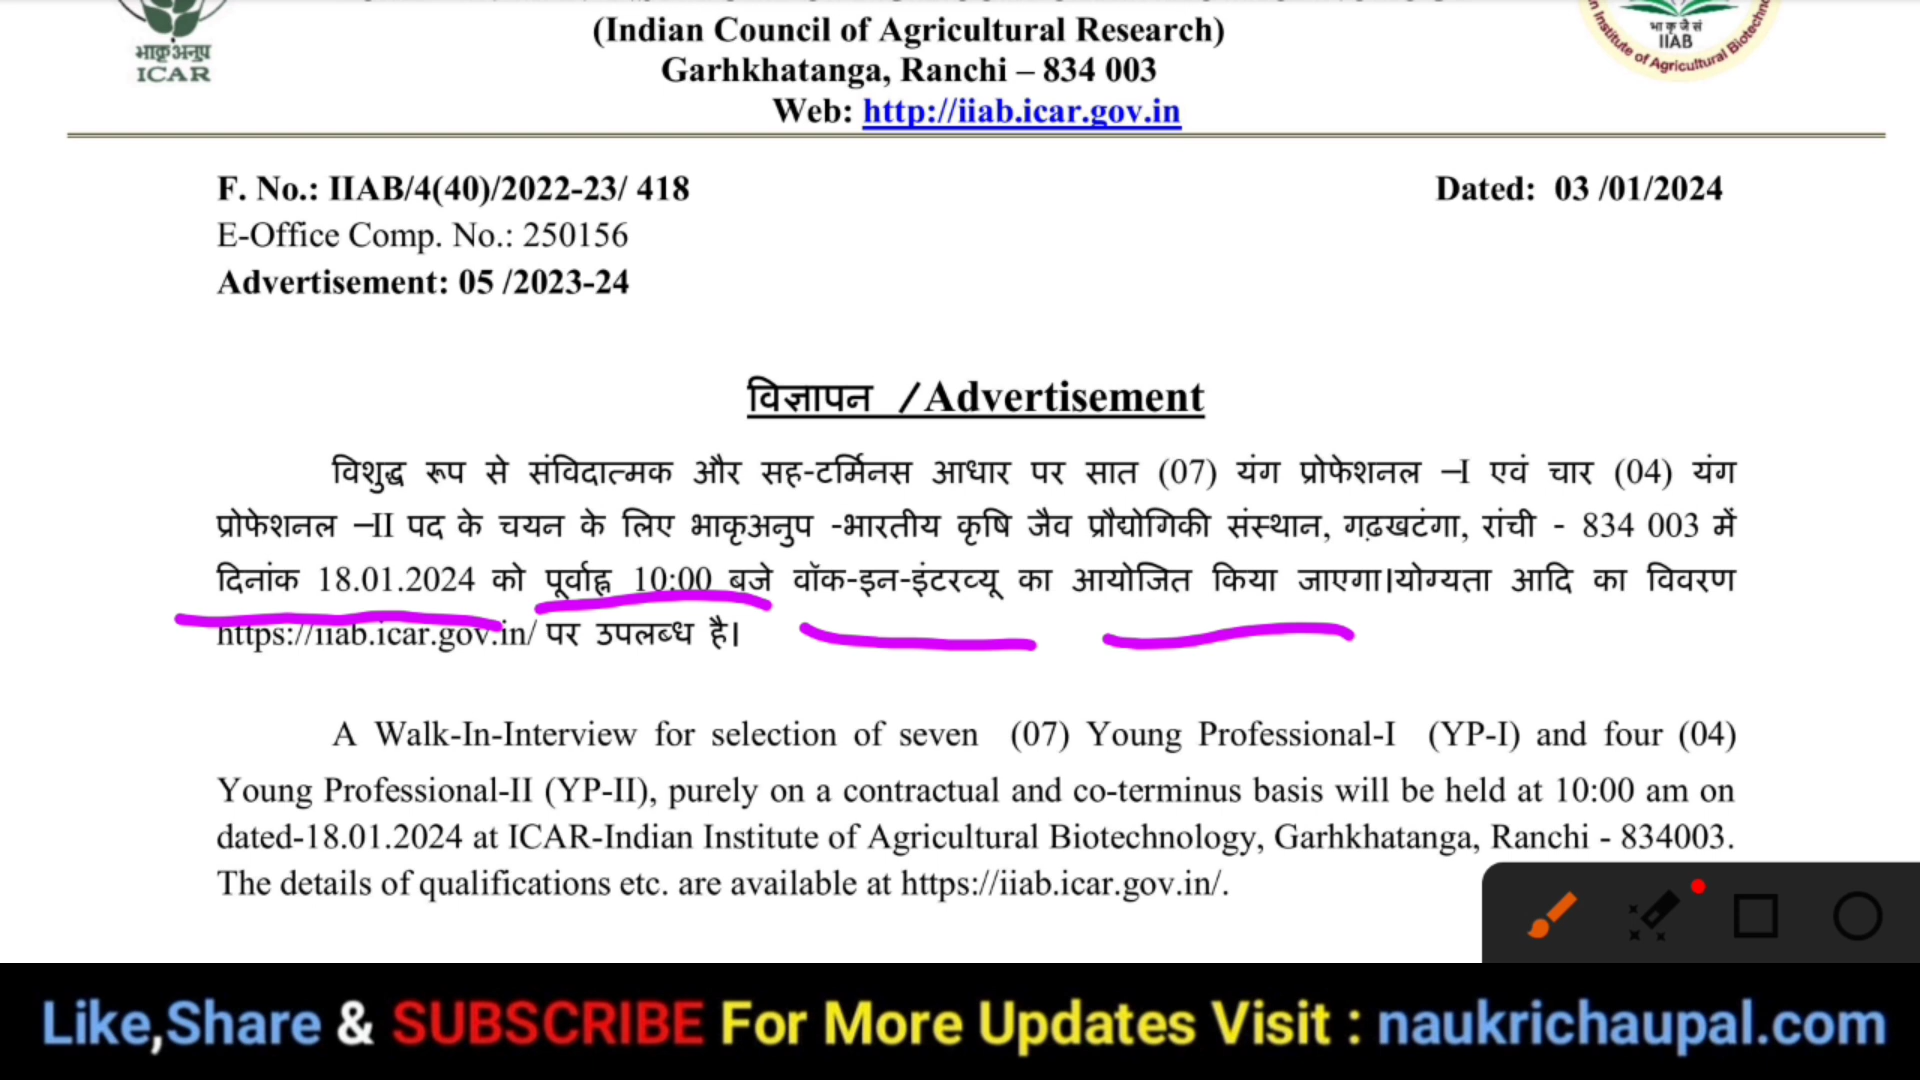 भाकृअनुप
ICAR
(Indian Council of Agricultural Research)
Garhkhatanga, Ranchi – 834 003
Web: http://iiab.icar.gov.in
भा कृ जै सं
IIAB
Institute of Agricultural Biotechno
F. No.: IIAB/4(40)/2022-23/ 418
Dated: 03 /01/2024
E-Office Comp. No.: 250156
Advertisement: 05 /2023-24
विज्ञापन /Advertisement
विशुद्ध रूप से संविदात्मक और सह-टर्मिनस आधार पर सात (07) यंग प्रोफेशनल –I एवं चार (04) यंग
प्रोफेशनल –II पद के चयन के लिए भाकृअनुप -भारतीय कृषि जैव प्रौद्योगिकी संस्थान, गढ़खटंगा, रांची - 834 003 में
दिनांक 18.01.2024 को पूर्वाह्न 10:00 बजे वॉक-इन-इंटरव्यू का आयोजित किया जाएगा।योग्यता आदि का विवरण
https://iiab.icar.gov.in/ पर उपलब्ध है।
A Walk-In-Interview for selection of seven (07) Young Professional-I (YP-I) and four (04)
Young Professional-II (YP-II), purely on a contractual and co-terminus basis will be held at 10:00 am on
dated-18.01.2024 at ICAR-Indian Institute of Agricultural Biotechnology, Garhkhatanga, Ranchi - 834003.
The details of qualifications etc. are available at https://iiab.icar.gov.in/.
Like,Share & SUBSCRIBE For More Updates Visit : naukrichaupal.com